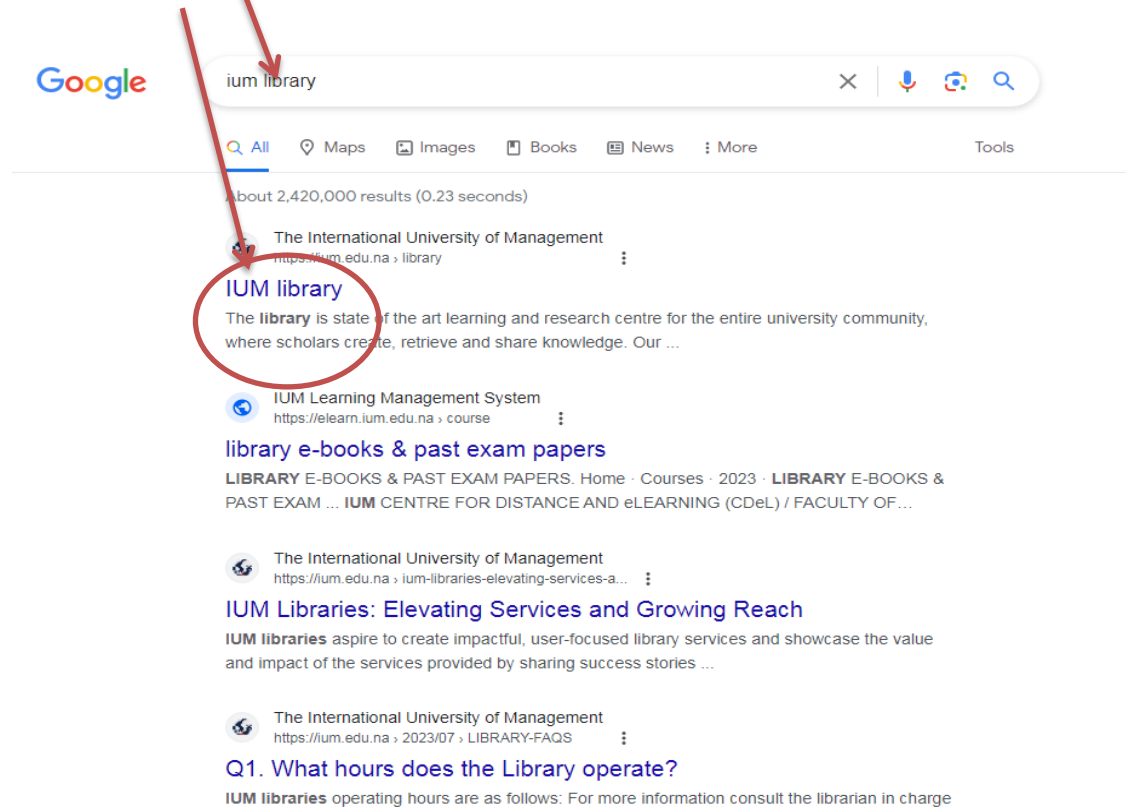 Google
ium library
All Maps Images Books News More Tools
About 2,420,000 results (0.23 seconds)
The International University of Management
https://ium.edu.na › library
IUM library
The library is state of the art learning and research centre for the entire university community,
where scholars create, retrieve and share knowledge. Our ...
IUM Learning Management System
https://elearn.ium.edu.na › course
library e-books & past exam papers
LIBRARY E-BOOKS & PAST EXAM PAPERS. Home · Courses · 2023 · LIBRARY E-BOOKS &
PAST EXAM ... IUM CENTRE FOR DISTANCE AND eLEARNING (CDeL) / FACULTY OF...
The International University of Management
https://ium.edu.na › ium-libraries-elevating-services-a...
IUM Libraries: Elevating Services and Growing Reach
IUM libraries aspire to create impactful, user-focused library services and showcase the value
and impact of the services provided by sharing success stories ...
The International University of Management
https://ium.edu.na › 2023/07 › LIBRARY-FAQS
Q1. What hours does the Library operate?
IUM libraries operating hours are as follows: For more information consult the librarian in charge